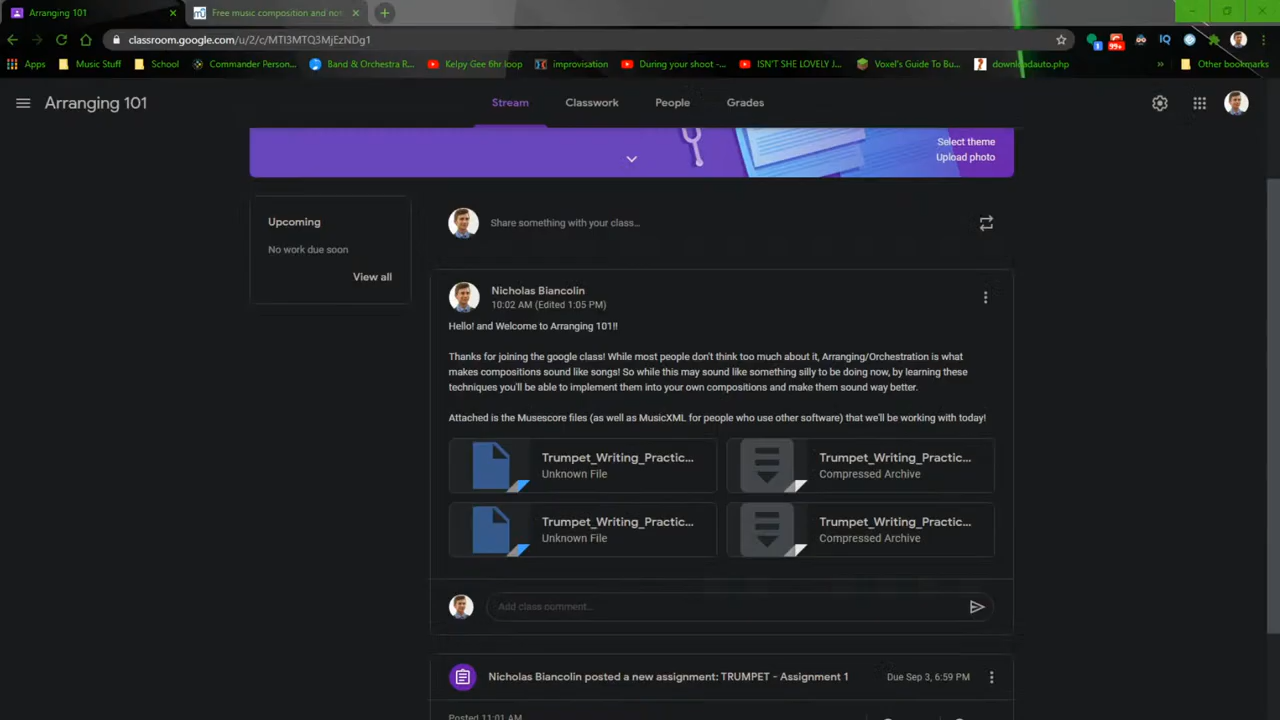 Arranging 101
Free music composition and not
classroom.google.com/u/2/c/MTI3MTQ3MjEzNDg1
Apps
Music Stuff
School
Commander Person...
Band & Orchestra R...
Kelpy Gee 6hr loop
improvisation
During your shoot -...
ISN'T SHE LOVELY J...
Voxel's Guide To Bu...
downloadauto.php
»
Other bookmarks
Arranging 101
Stream
Classwork
People
Grades
Select theme
Upload photo
Upcoming
No work due soon
View all
Share something with your class...
Nicholas Biancolin
10:02 AM (Edited 1:05 PM)
Hello! and Welcome to Arranging 101!!
Thanks for joining the google class! While most people don't think too much about it, Arranging/Orchestration is what
makes compositions sound like songs! So while this may sound like something silly to be doing now, by learning these
techniques you'll be able to implement them into your own compositions and make them sound way better.
Attached is the Musescore files (as well as MusicXML for people who use other software) that we'll be working with today!
Trumpet_Writing_Practic...
Unknown File
Trumpet_Writing_Practic...
Compressed Archive
Trumpet_Writing_Practic...
Unknown File
Trumpet_Writing_Practic...
Compressed Archive
Add class comment...
Nicholas Biancolin posted a new assignment: TRUMPET - Assignment 1
Due Sep 3, 6:59 PM
Posted 11:01 AM